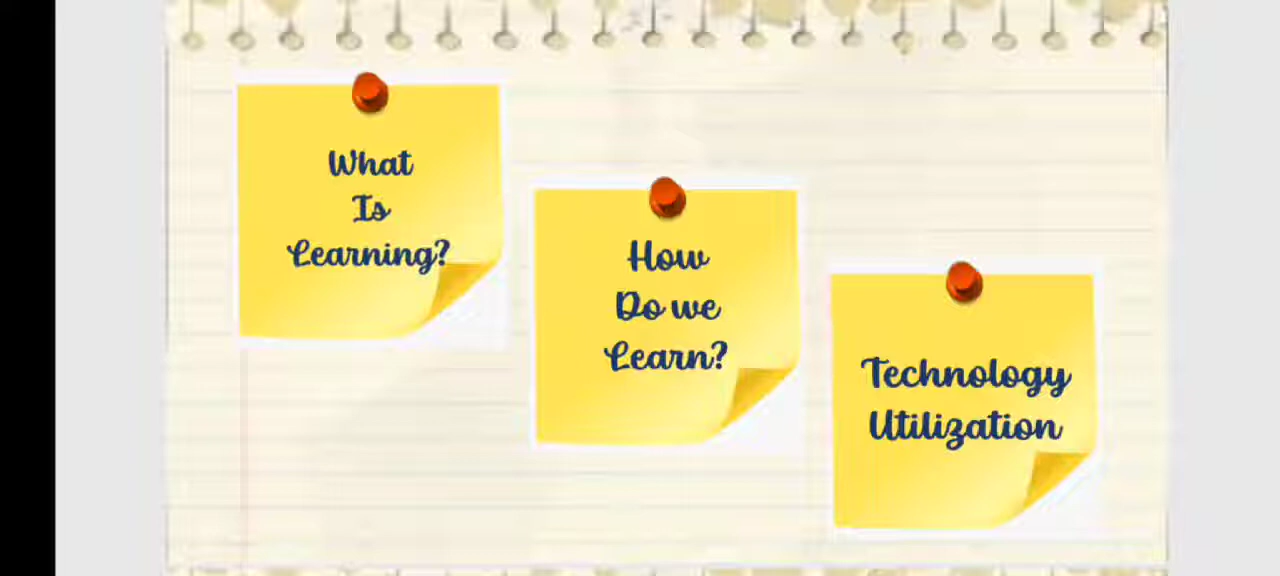 What
Is
Learning?
How
Do we
Learn?
Technology
Utilization